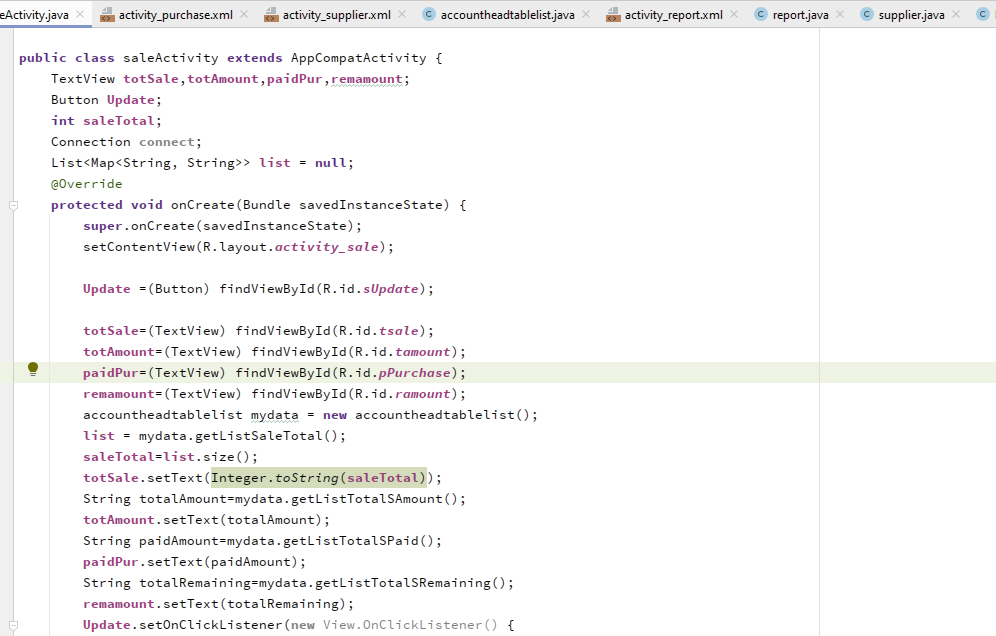 eActivity.java activity_purchase.xml activity_supplier.xml accountheadtablelist.java activity_report.xml report.java supplier.java
public class saleActivity extends AppCompatActivity {
TextView totSale,totAmount,paidPur,remamount;
Button Update;
int saleTotal;
Connection connect;
List<Map<String, String>> list = null;
@Override
protected void onCreate(Bundle savedInstanceState) {
super.onCreate(savedInstanceState);
setContentView(R.layout.activity_sale);
Update =(Button) findViewById(R.id.sUpdate);
totSale=(TextView) findViewById(R.id.tsale);
totAmount=(TextView) findViewById(R.id.tamount);
paidPur=(TextView) findViewById(R.id.pPurchase);
remamount=(TextView) findViewById(R.id.ramount);
accountheadtablelist mydata = new accountheadtablelist();
list = mydata.getListSaleTotal();
saleTotal=list.size();
totSale.setText(Integer.toString(saleTotal));
String totalAmount=mydata.getListTotalSAmount();
totAmount.setText(totalAmount);
String paidAmount=mydata.getListTotalSPaid();
paidPur.setText(paidAmount);
String totalRemaining=mydata.getListTotalSRemaining();
remamount.setText(totalRemaining);
Update.setOnClickListener(new View.OnClickListener() {